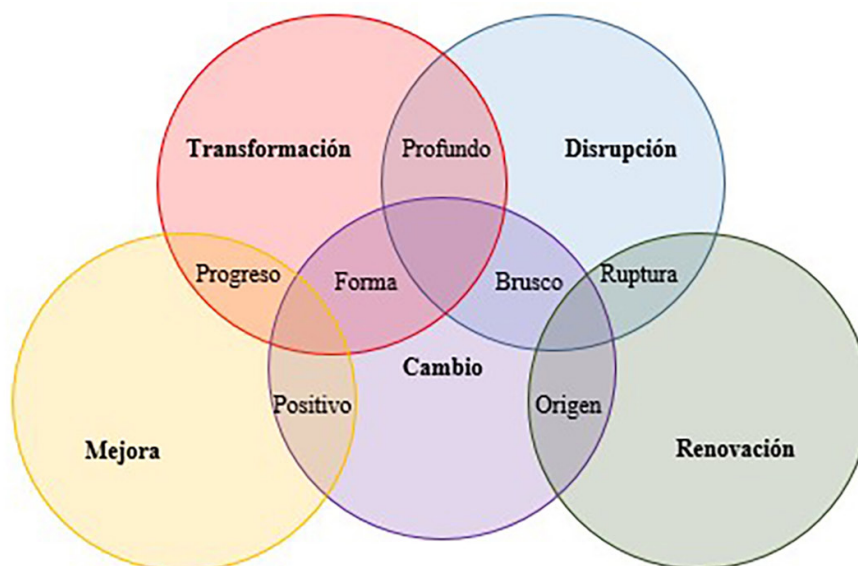 Transformación
Profundo
Disrupción
Progreso
Forma
Brusco
Ruptura
Cambio
Positivo
Origen
Mejora
Renovación